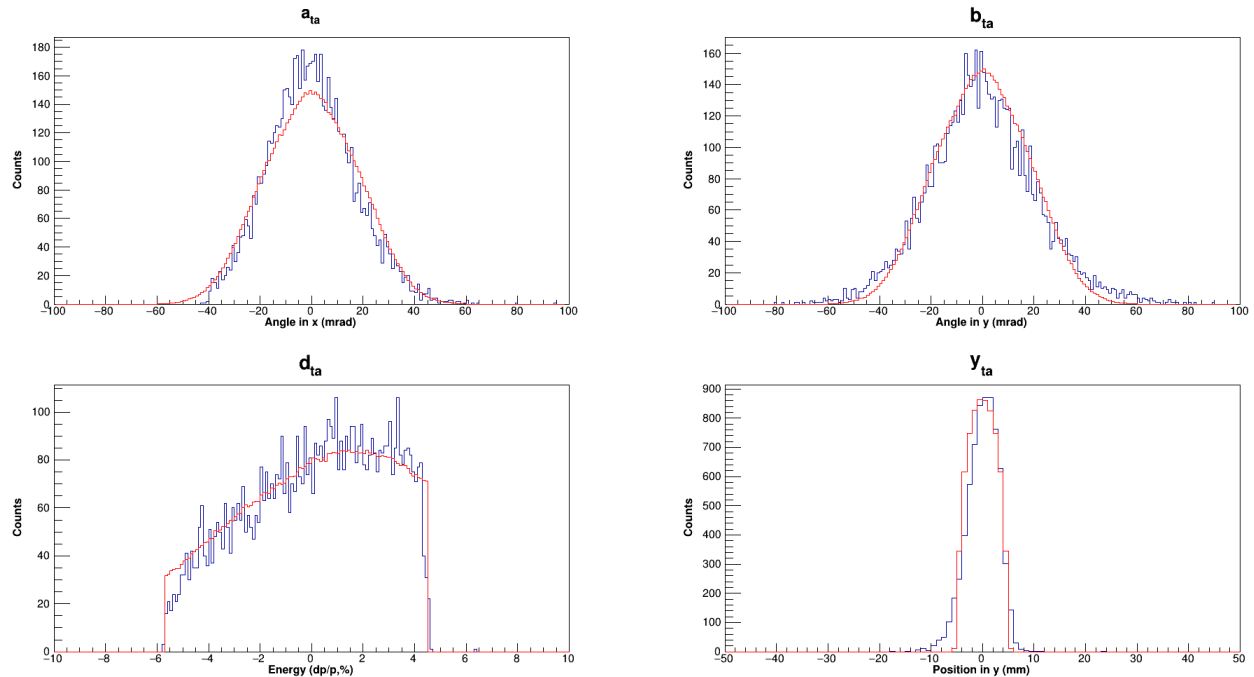 a_ta
180
160
140
120
100
80
60
40
20
0
Counts
−100 −80 −60 −40 −20 0 20 40 60 80 100
Angle in x (mrad)
b_ta
160
140
120
100
80
60
40
20
0
Counts
−100 −80 −60 −40 −20 0 20 40 60 80 100
Angle in y (mrad)
d_ta
100
80
60
40
20
0
Counts
−10 −8 −6 −4 −2 0 2 4 6 8 10
Energy (dp/p,%)
y_ta
900
800
700
600
500
400
300
200
100
0
Counts
−50 −40 −30 −20 −10 0 10 20 30 40 50
Position in y (mm)